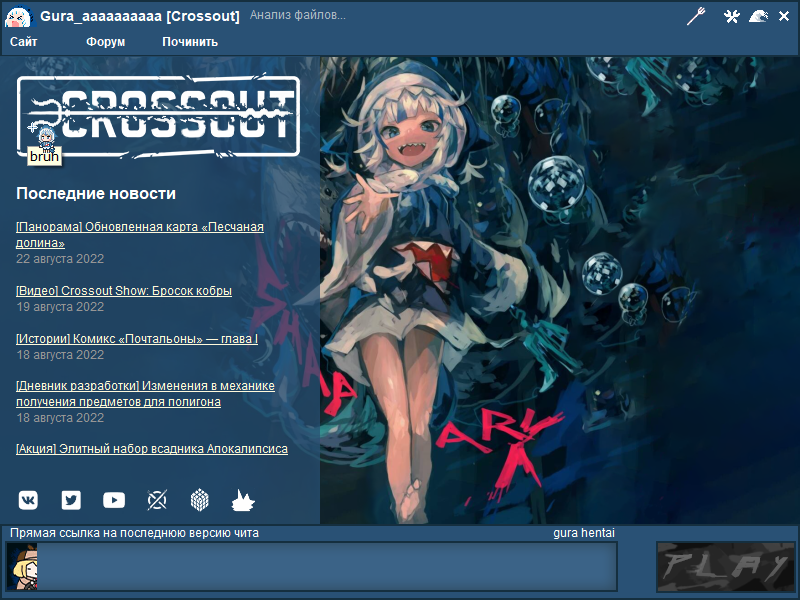 Gura_aaaaaaaaaa [Crossout]
Анализ файлов...
Сайт
Форум
Починить
CROSSOUT
bruh
Последние новости
[Панорама] Обновленная карта «Песчаная
долина»
22 августа 2022
[Видео] Crossout Show: Бросок кобры
19 августа 2022
[Истории] Комикс «Почтальоны» — глава I
18 августа 2022
[Дневник разработки] Изменения в механике
получения предметов для полигона
18 августа 2022
[Акция] Элитный набор всадника Апокалипсиса
SHA
A
ARK
Прямая ссылка на последнюю версию чита
gura hentai
PLAY